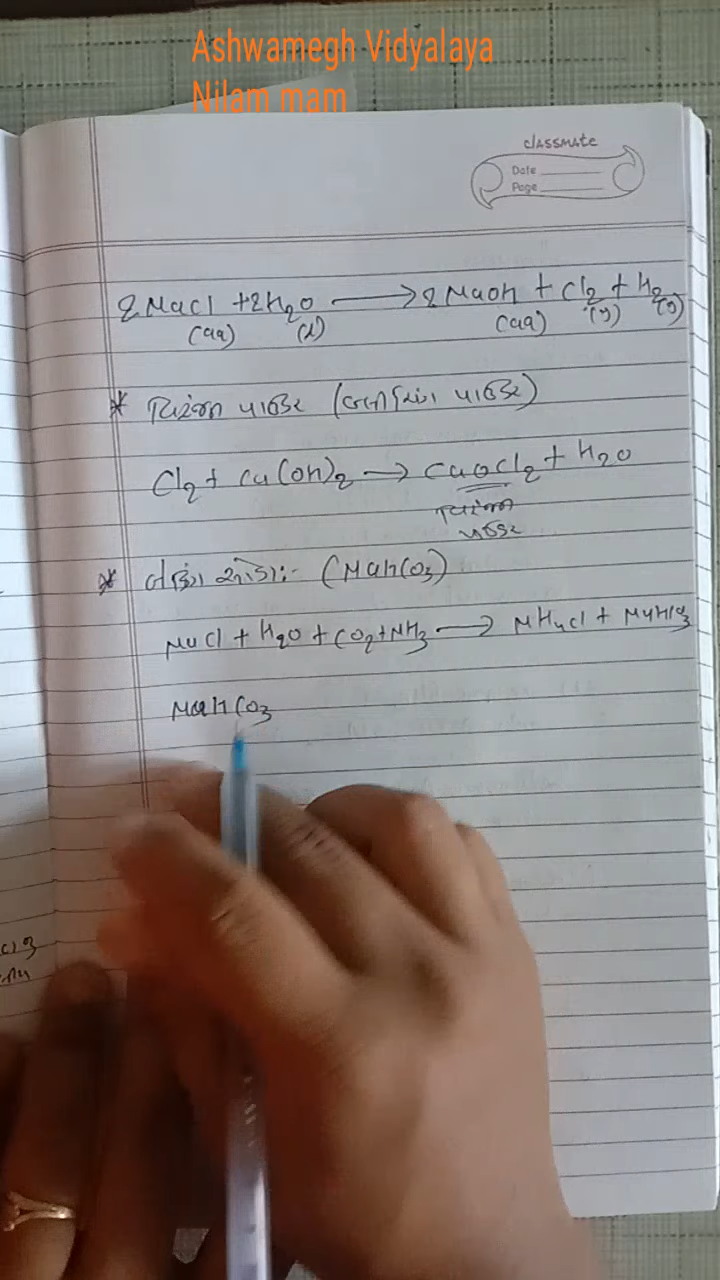 Ashwamegh Vidyalaya
Nilam mam
classmate
Date
Page
2NaCl + 2H2O → 2NaOH + Cl2 + H2
(aq) (l) (aq) (g) (g)
* વિરંજન પાઉડર (બ્લીચિંગ પાઉડર)
Cl2 + Ca(OH)2 → CaOCl2 + H2O
વિરંજન
પાઉડર
* બેકિંગ સોડા:- (NaHCO3)
NaCl + H2O + CO2 + NH3 → NH4Cl + NaHCO3
NaHCO3